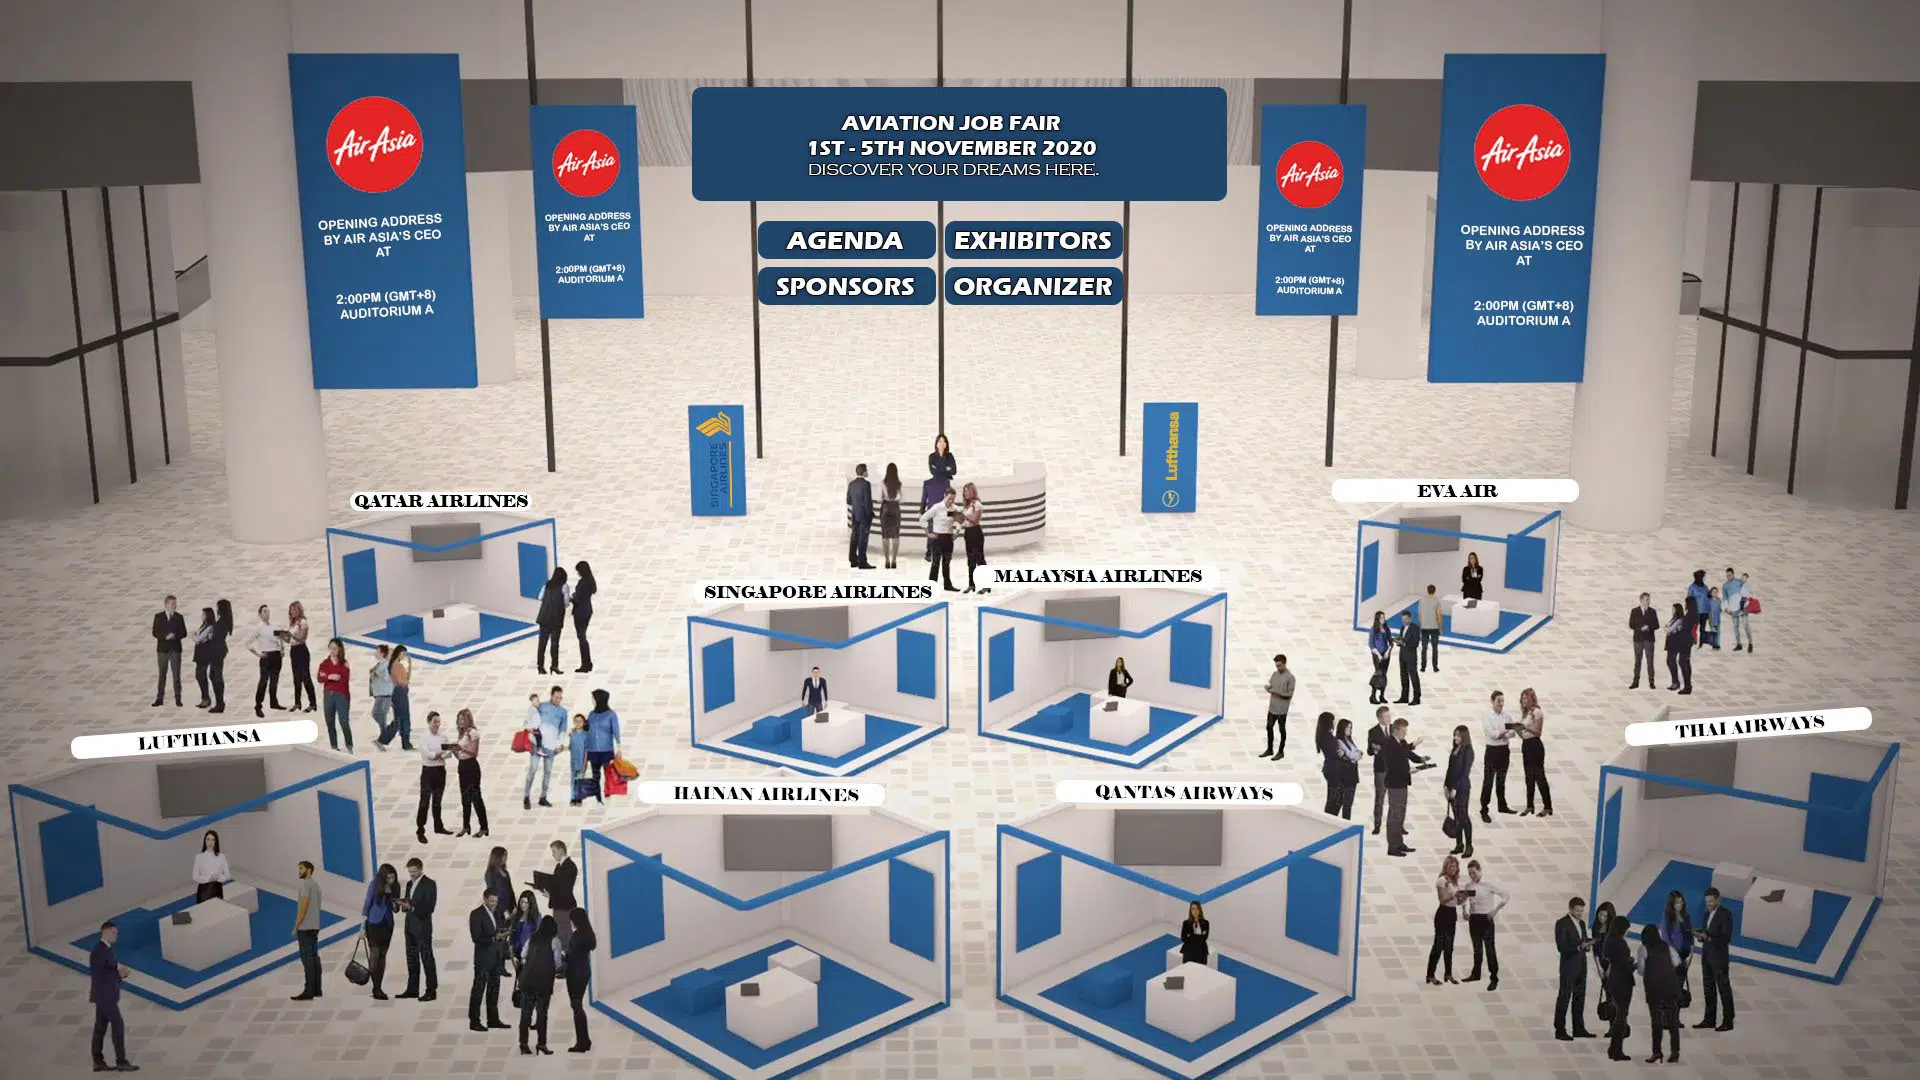 AirAsia
OPENING ADDRESS
BY AIR ASIA'S CEO
AT
2:00PM (GMT+8)
AUDITORIUM A
AirAsia
OPENING ADDRESS
BY AIR ASIA'S CEO
AT
2:00PM (GMT+8)
AUDITORIUM A
AVIATION JOB FAIR
1ST - 5TH NOVEMBER 2020
DISCOVER YOUR DREAMS HERE.
AGENDA
EXHIBITORS
SPONSORS
ORGANIZER
AirAsia
OPENING ADDRESS
BY AIR ASIA'S CEO
AT
2:00PM (GMT+8)
AUDITORIUM A
AirAsia
OPENING ADDRESS
BY AIR ASIA'S CEO
AT
2:00PM (GMT+8)
AUDITORIUM A
SINGAPORE
AIRLINES
Lufthansa
QATAR AIRLINES
EVA AIR
SINGAPORE AIRLINES
MALAYSIA AIRLINES
LUFTHANSA
THAI AIRWAYS
HAINAN AIRLINES
QANTAS AIRWAYS